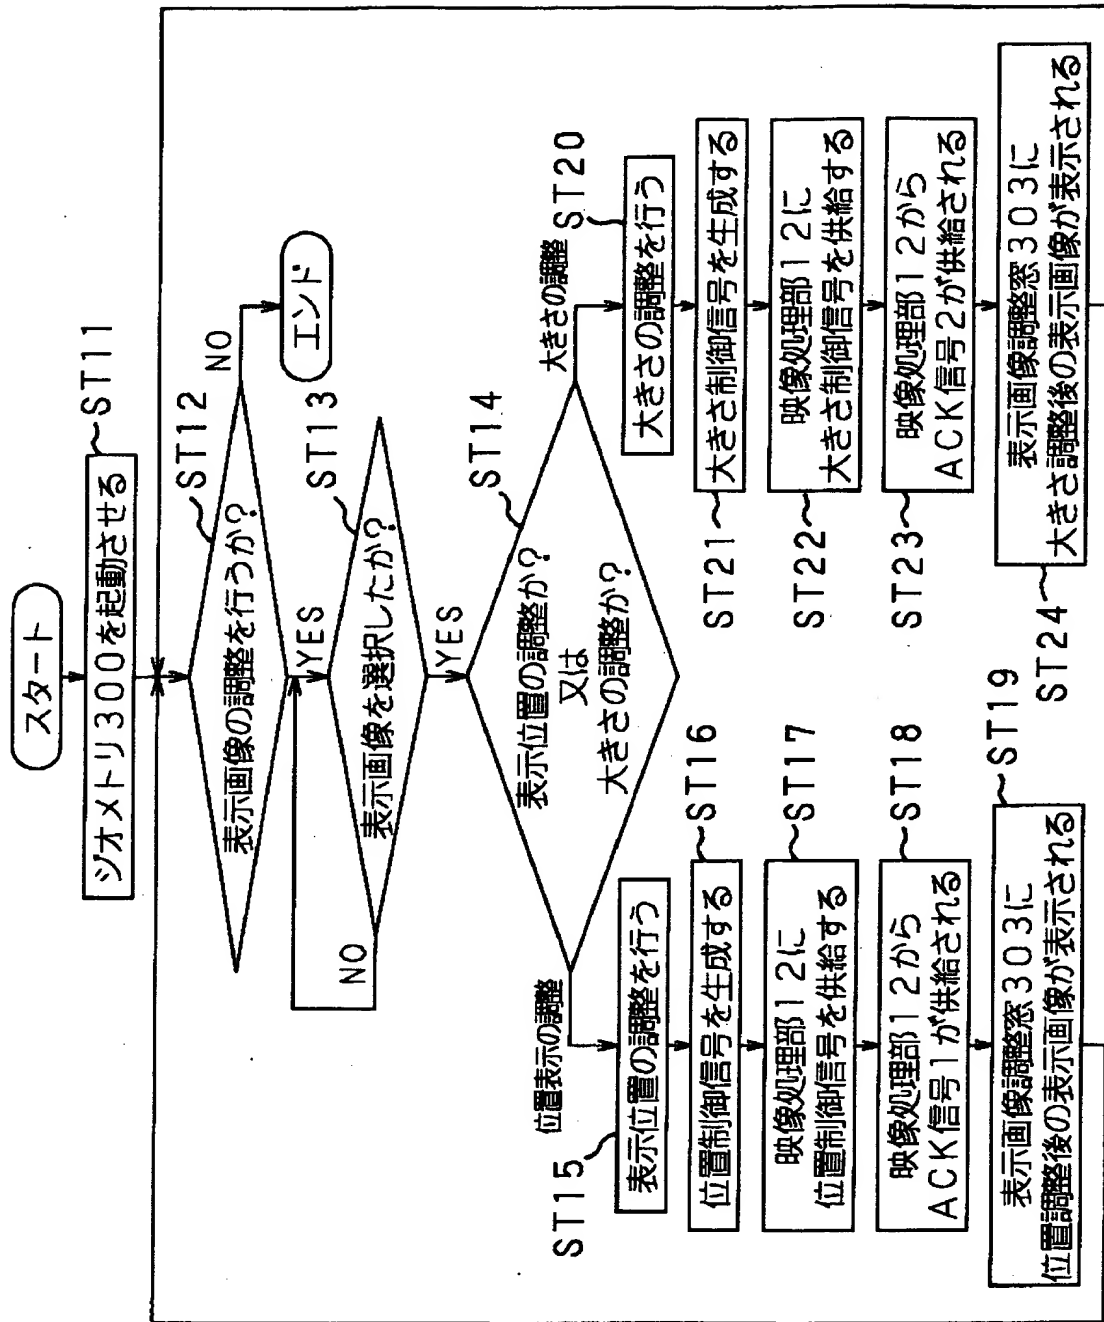 スタート
ジオメトリ300を起動させる
ST11
表示画像の調整を行うか?
ST12
NO
エンド
YES
表示画像を選択したか?
ST13
NO
YES
表示位置の調整か?
又は
大きさの調整か?
ST14
位置表示の調整
表示位置の調整を行う
ST15
位置制御信号を生成する
ST16
映像処理部12に
位置制御信号を供給する
ST17
映像処理部12から
ACK信号1が供給される
ST18
表示画像調整窓303に
位置調整後の表示画像が表示される
ST19
大きさの調整
大きさの調整を行う
ST20
大きさ制御信号を生成する
ST21
映像処理部12に
大きさ制御信号を供給する
ST22
映像処理部12から
ACK信号2が供給される
ST23
表示画像調整窓303に
大きさ調整後の表示画像が表示される
ST24